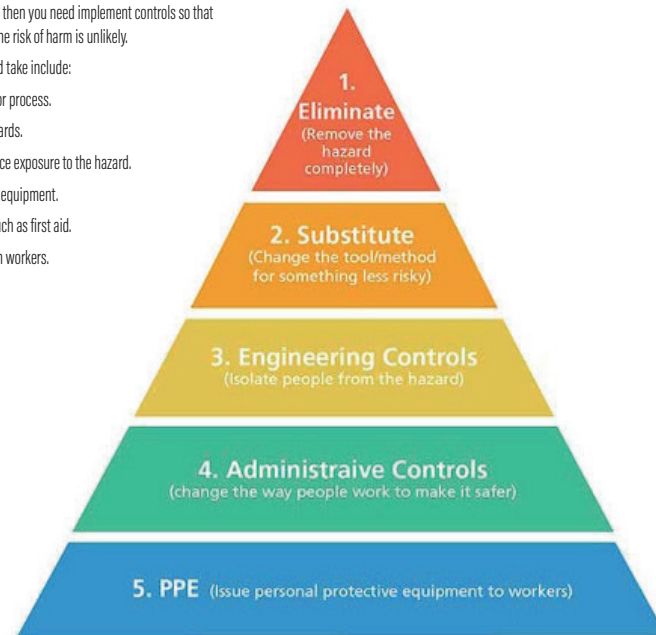 then you need implement controls so that
he risk of harm is unlikely.
d take include:
or process.
ards.
ce exposure to the hazard.
equipment.
uch as first aid.
n workers.
1.
Eliminate
(Remove the
hazard
completely)
2. Substitute
(Change the tool/method
for something less risky)
3. Engineering Controls
(Isolate people from the hazard)
4. Administraive Controls
(change the way people work to make it safer)
5. PPE (Issue personal protective equipment to workers)